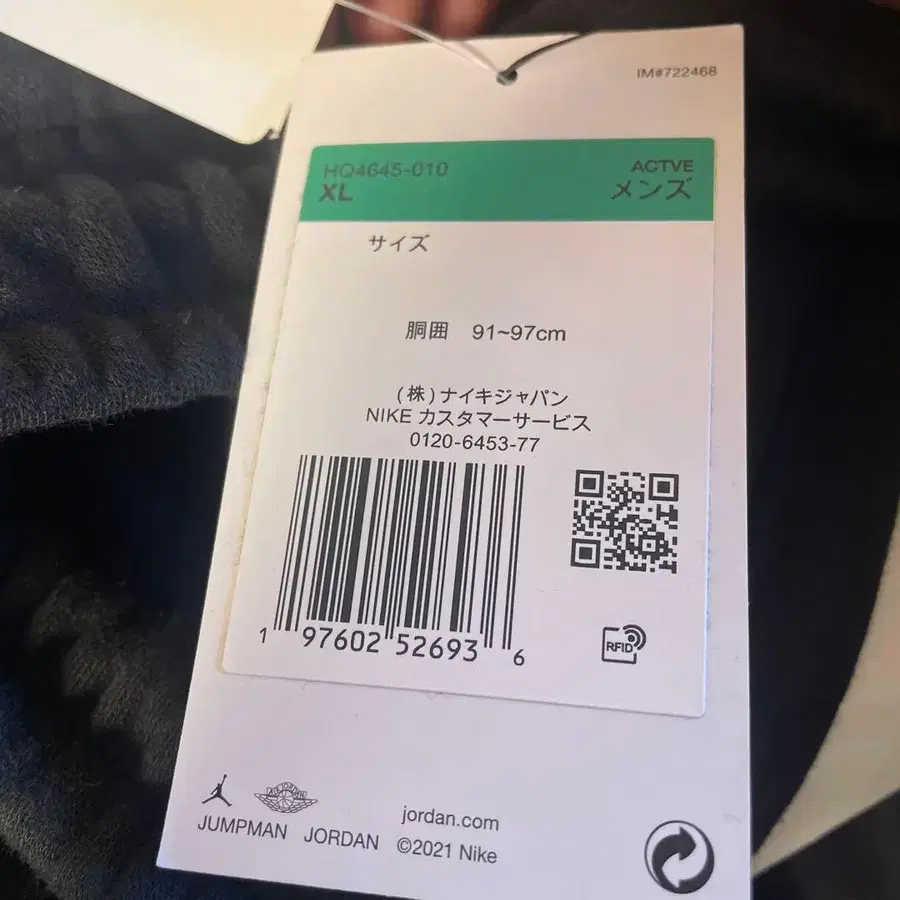 IM#722468
HQ4645-010
XL
ACTVE
メンズ
サイズ
胴囲 91~97cm
(株)ナイキジャパン
NIKE カスタマーサービス
0120-6453-77
1 97602 52693 6
RFID
AIR JORDAN
JUMPMAN JORDAN
jordan.com
©2021 Nike